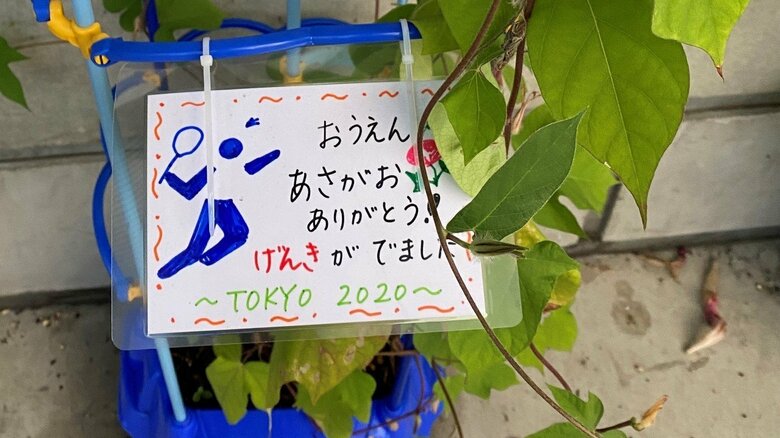 おうえん
あさがお
ありがとう!!
げんきがでました
~TOKYO 2020~